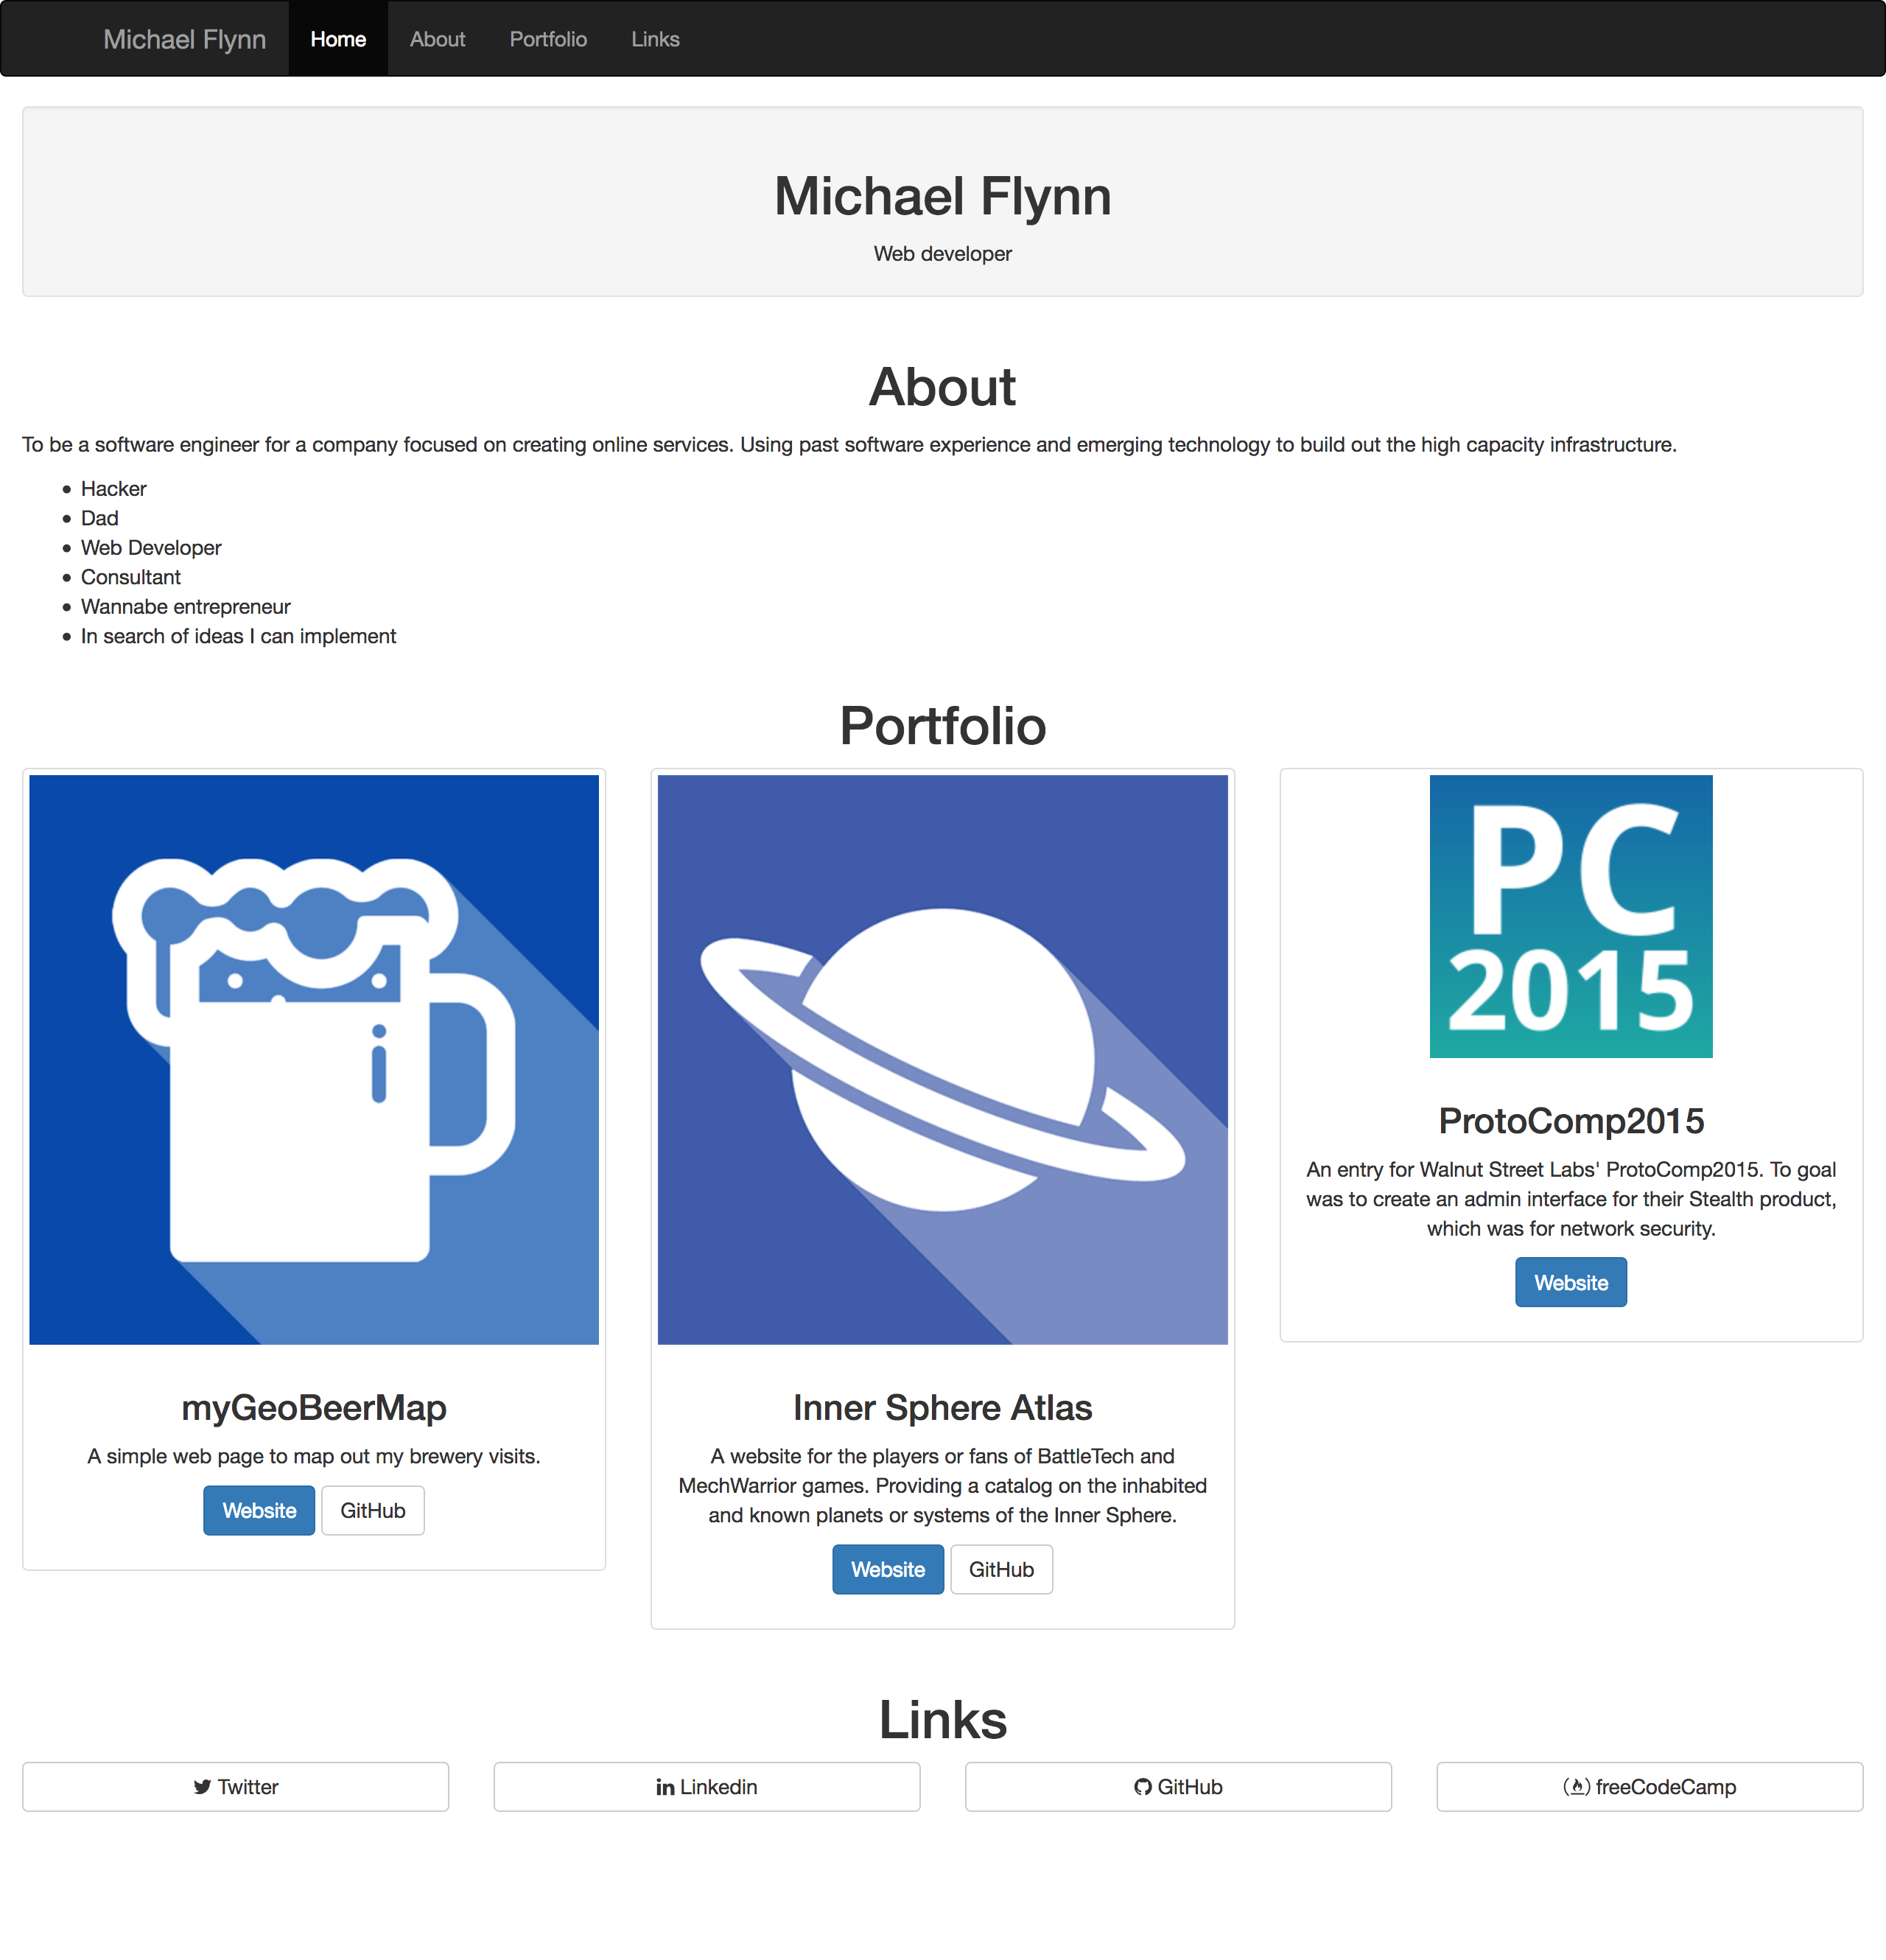 Michael Flynn Home About Portfolio Links
Michael Flynn
Web developer
About
To be a software engineer for a company focused on creating online services. Using past software experience and emerging technology to build out the high capacity infrastructure.
Hacker
Dad
Web Developer
Consultant
Wannabe entrepreneur
In search of ideas I can implement
Portfolio
myGeoBeerMap
A simple web page to map out my brewery visits.
Website GitHub
Inner Sphere Atlas
A website for the players or fans of BattleTech and
MechWarrior games. Providing a catalog on the inhabited
and known planets or systems of the Inner Sphere.
Website GitHub
PC
2015
ProtoComp2015
An entry for Walnut Street Labs' ProtoComp2015. To goal
was to create an admin interface for their Stealth product,
which was for network security.
Website
Links
Twitter
Linkedin
GitHub
freeCodeCamp